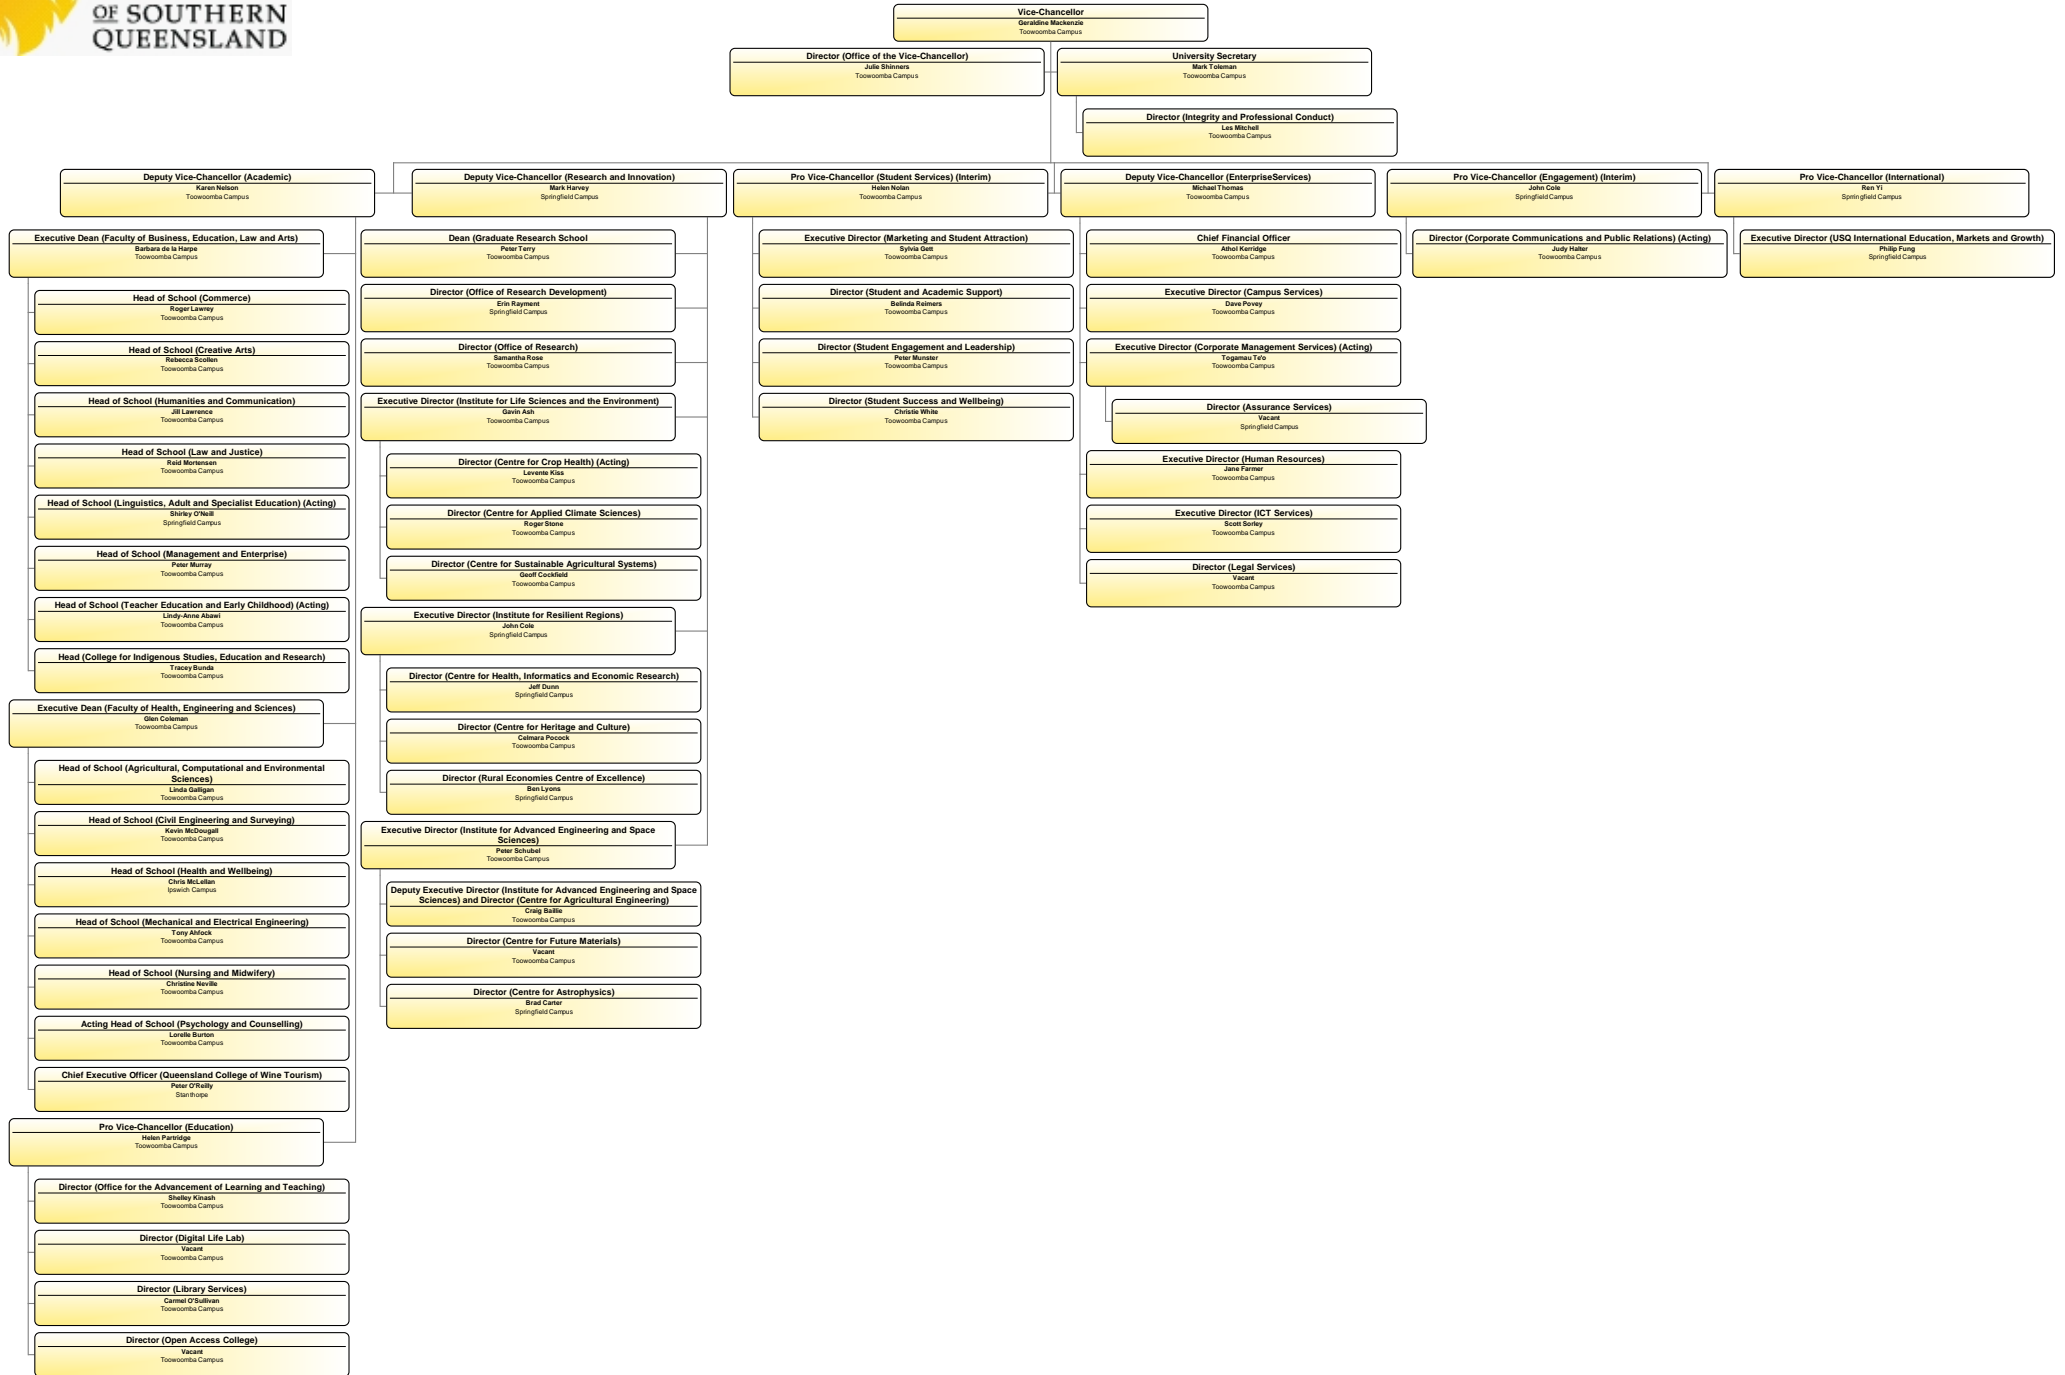 OF SOUTHERN
QUEENSLAND
Vice-Chancellor
Geraldine Mackenzie
Toowoomba Campus
Director (Office of the Vice-Chancellor)
Julie Shinners
Toowoomba Campus
University Secretary
Mark Toleman
Toowoomba Campus
Director (Integrity and Professional Conduct)
Les Mitchell
Toowoomba Campus
Deputy Vice-Chancellor (Academic)
Karen Nelson
Toowoomba Campus
Executive Dean (Faculty of Business, Education, Law and Arts)
Barbara de la Harpe
Toowoomba Campus
Head of School (Commerce)
Roger Lawrey
Toowoomba Campus
Head of School (Creative Arts)
Rebecca Scollen
Toowoomba Campus
Head of School (Humanities and Communication)
Jill Lawrence
Toowoomba Campus
Head of School (Law and Justice)
Reid Mortensen
Toowoomba Campus
Head of School (Linguistics, Adult and Specialist Education) (Acting)
Shirley O'Neill
Springfield Campus
Head of School (Management and Enterprise)
Peter Murray
Toowoomba Campus
Head of School (Teacher Education and Early Childhood) (Acting)
Lindy-Anne Abawi
Toowoomba Campus
Head (College for Indigenous Studies, Education and Research)
Tracey Bunda
Toowoomba Campus
Executive Dean (Faculty of Health, Engineering and Sciences)
Glen Coleman
Toowoomba Campus
Head of School (Agricultural, Computational and Environmental
Sciences)
Linda Galligan
Toowoomba Campus
Head of School (Civil Engineering and Surveying)
Kevin McDougall
Toowoomba Campus
Head of School (Health and Wellbeing)
Chris McLellan
Ipswich Campus
Head of School (Mechanical and Electrical Engineering)
Tony Ahfock
Toowoomba Campus
Head of School (Nursing and Midwifery)
Christine Neville
Toowoomba Campus
Acting Head of School (Psychology and Counselling)
Lorelle Burton
Toowoomba Campus
Chief Executive Officer (Queensland College of Wine Tourism)
Peter O'Reilly
Stanthorpe
Pro Vice-Chancellor (Education)
Helen Partridge
Toowoomba Campus
Director (Office for the Advancement of Learning and Teaching)
Shelley Kinash
Toowoomba Campus
Director (Digital Life Lab)
Vacant
Toowoomba Campus
Director (Library Services)
Carmel O'Sullivan
Toowoomba Campus
Director (Open Access College)
Vacant
Toowoomba Campus
Deputy Vice-Chancellor (Research and Innovation)
Mark Harvey
Springfield Campus
Dean (Graduate Research School
Peter Terry
Toowoomba Campus
Director (Office of Research Development)
Erin Rayment
Springfield Campus
Director (Office of Research)
Samantha Rose
Toowoomba Campus
Executive Director (Institute for Life Sciences and the Environment)
Gavin Ash
Toowoomba Campus
Director (Centre for Crop Health) (Acting)
Levente Kiss
Toowoomba Campus
Director (Centre for Applied Climate Sciences)
Roger Stone
Toowoomba Campus
Director (Centre for Sustainable Agricultural Systems)
Geoff Cockfield
Toowoomba Campus
Executive Director (Institute for Resilient Regions)
John Cole
Springfield Campus
Director (Centre for Health, Informatics and Economic Research)
Jeff Dunn
Springfield Campus
Director (Centre for Heritage and Culture)
Celmara Pocock
Toowoomba Campus
Director (Rural Economies Centre of Excellence)
Ben Lyons
Springfield Campus
Executive Director (Institute for Advanced Engineering and Space
Sciences)
Peter Schubel
Toowoomba Campus
Deputy Executive Director (Institute for Advanced Engineering and Space
Sciences) and Director (Centre for Agricultural Engineering)
Craig Baillie
Toowoomba Campus
Director (Centre for Future Materials)
Vacant
Toowoomba Campus
Director (Centre for Astrophysics)
Brad Carter
Springfield Campus
Pro Vice-Chancellor (Student Services) (Interim)
Helen Nolan
Toowoomba Campus
Executive Director (Marketing and Student Attraction)
Sylvia Gett
Toowoomba Campus
Director (Student and Academic Support)
Belinda Reimers
Toowoomba Campus
Director (Student Engagement and Leadership)
Peter Munster
Toowoomba Campus
Director (Student Success and Wellbeing)
Christie White
Toowoomba Campus
Deputy Vice-Chancellor (EnterpriseServices)
Michael Thomas
Toowoomba Campus
Chief Financial Officer
Athol Kerridge
Toowoomba Campus
Executive Director (Campus Services)
Dave Povey
Toowoomba Campus
Executive Director (Corporate Management Services) (Acting)
Togamau Te'o
Toowoomba Campus
Director (Assurance Services)
Vacant
Springfield Campus
Executive Director (Human Resources)
Jane Farmer
Toowoomba Campus
Executive Director (ICT Services)
Scott Sorley
Toowoomba Campus
Director (Legal Services)
Vacant
Toowoomba Campus
Pro Vice-Chancellor (Engagement) (Interim)
John Cole
Springfield Campus
Director (Corporate Communications and Public Relations) (Acting)
Judy Halter
Toowoomba Campus
Pro Vice-Chancellor (International)
Ren Yi
Springfield Campus
Executive Director (USQ International Education, Markets and Growth)
Philip Fung
Springfield Campus